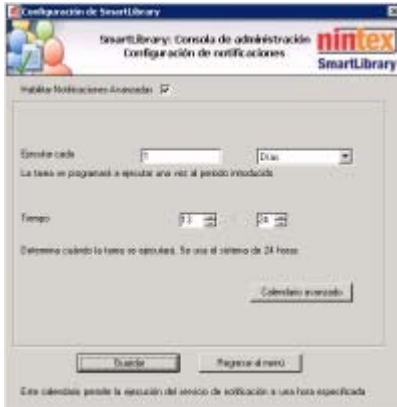 Configuración de SmartLibrary
SmartLibrary: Consola de administración
Configuración de notificaciones
nintex
SmartLibrary
Habilitar Notificaciones Avanzadas
Ejecutar cada 1 Días
La tarea se programará a ejecutar una vez al periodo introducido
Tiempo 13
Determina cuándo la tarea se ejecutará. Se usa el sistema de 24 horas
Calendario avanzado
Guardar Regresar al menú
Este calendario permite la ejecución del servicio de notificación a una hora especificada